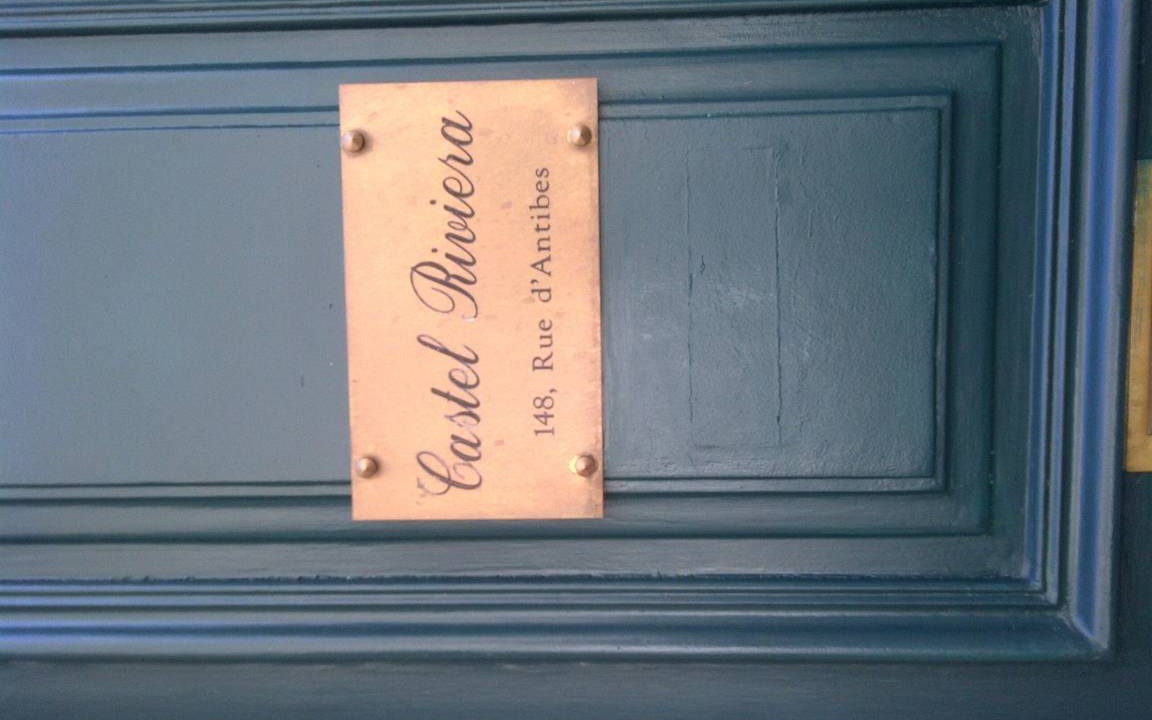 Castel Riviera
148, Rue d'Antibes